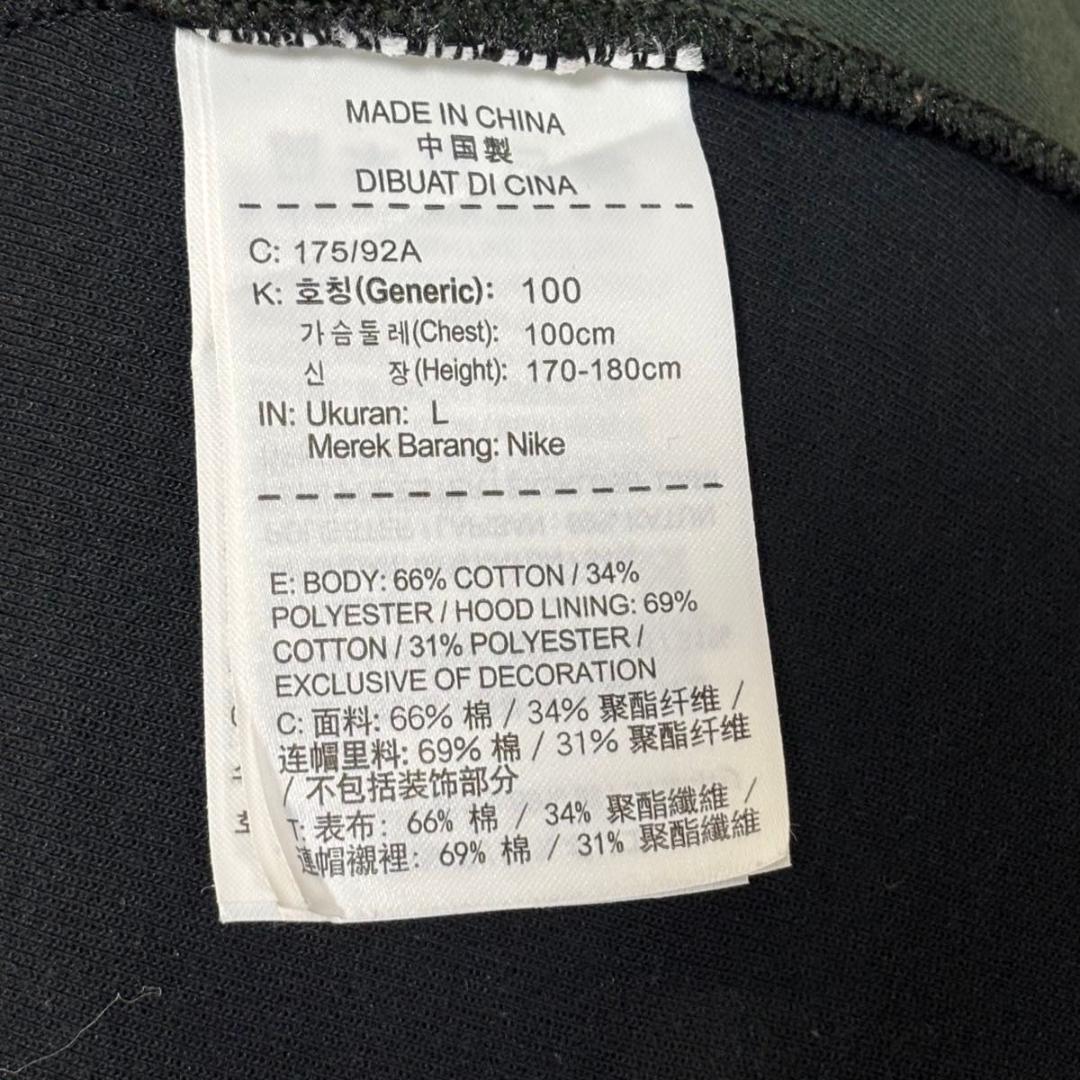 MADE IN CHINA
中国製
DIBUAT DI CINA
C: 175/92A
K: 호칭(Generic): 100
가슴둘레(Chest): 100cm
신 장(Height): 170-180cm
IN: Ukuran: L
Merek Barang: Nike
E: BODY: 66% COTTON / 34%
POLYESTER / HOOD LINING: 69%
COTTON / 31% POLYESTER /
EXCLUSIVE OF DECORATION
C: 面料: 66% 棉 / 34% 聚酯纤维 /
连帽里料: 69% 棉 / 31% 聚酯纤维
/ 不包括装饰部分
T: 表布: 66% 棉 / 34% 聚酯纖維 /
連帽襯裡: 69% 棉 / 31% 聚酯纖維